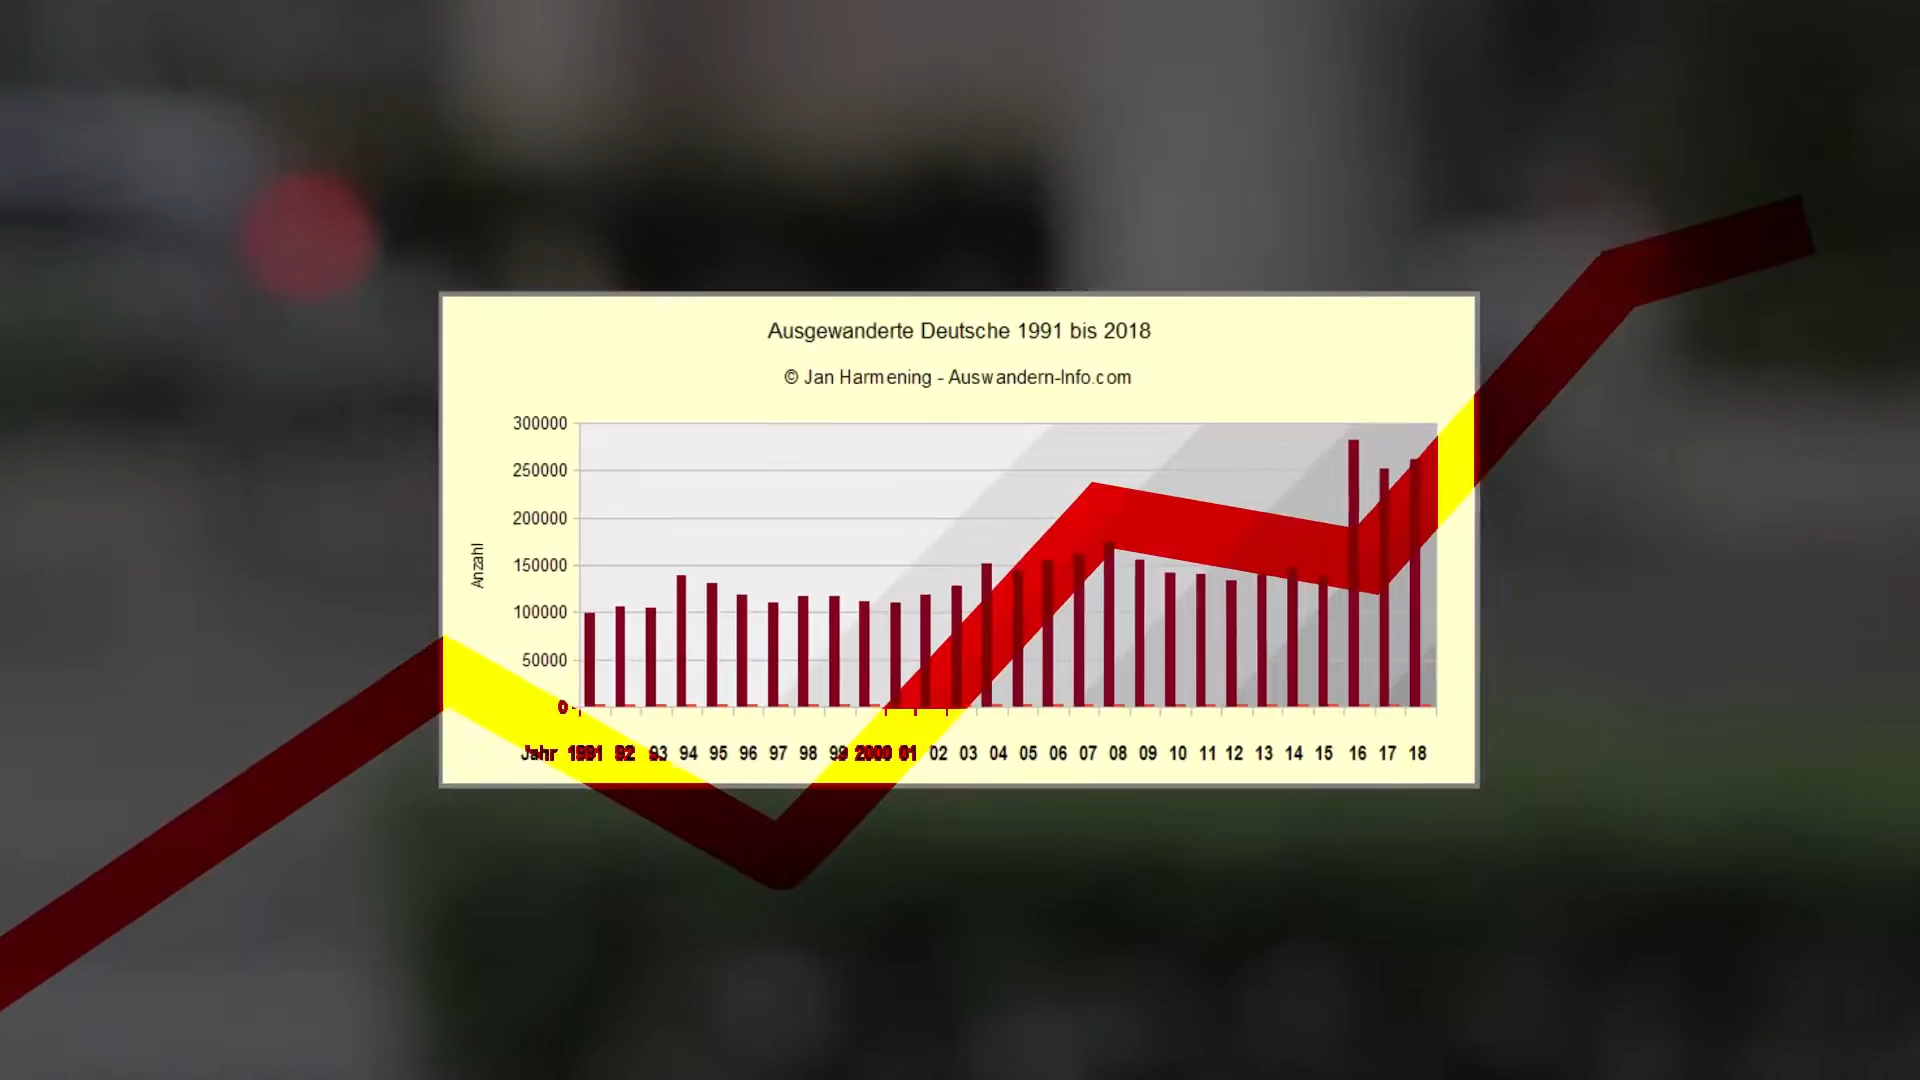 Ausgewanderte Deutsche 1991 bis 2018
© Jan Harmening - Auswandern-Info.com
300000
250000
200000
150000
100000
50000
0
Anzahl
Jahr 1991 92 93 94 95 96 97 98 99 2000 01 02 03 04 05 06 07 08 09 10 11 12 13 14 15 16 17 18